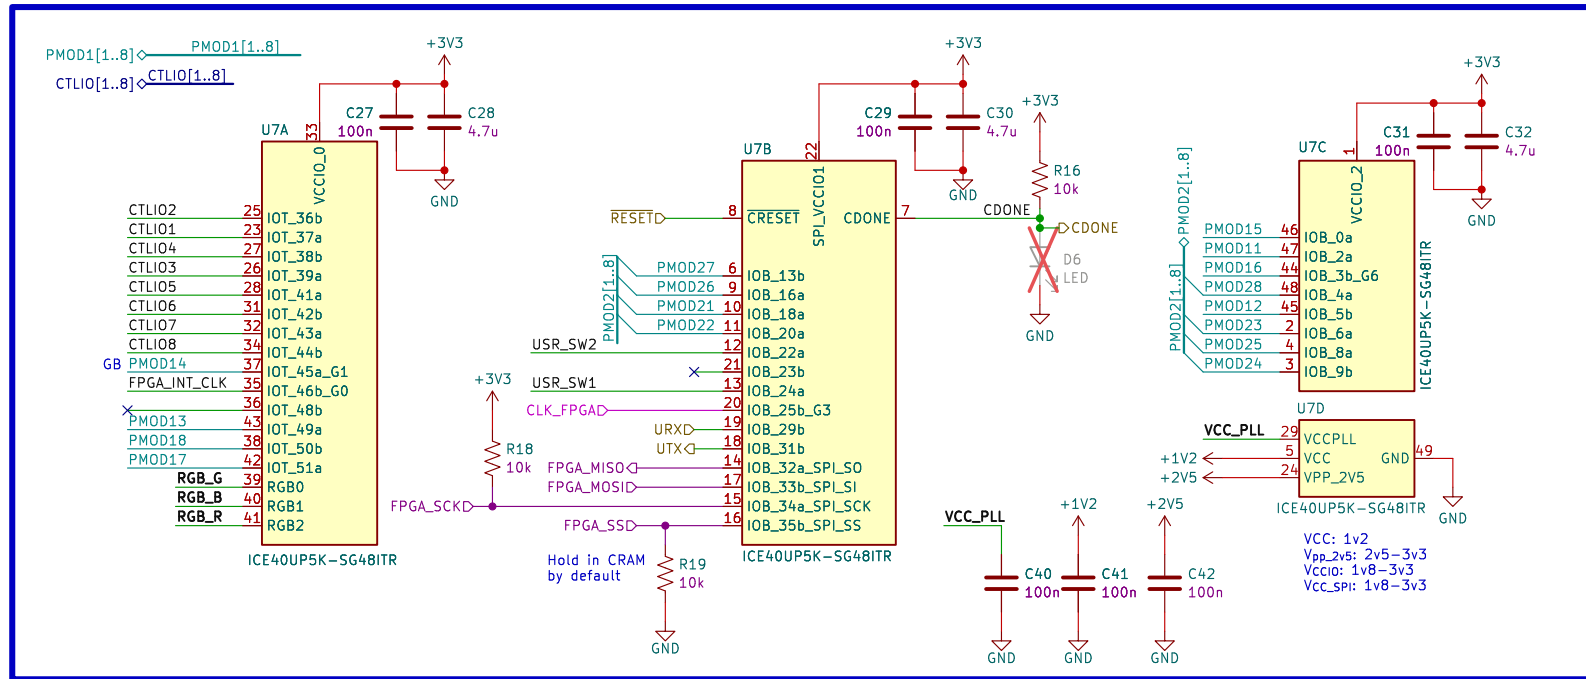 PMOD1[1..8]
PMOD1[1..8]
CTLIO[1..8]
CTLIO[1..8]
+3V3
C27
100n
C28
4.7u
GND
U7A
33
VCCIO_0
CTLIO2 25 IOT_36b
CTLIO1 23 IOT_37a
CTLIO4 27 IOT_38b
CTLIO3 26 IOT_39a
CTLIO5 28 IOT_41a
CTLIO6 31 IOT_42b
CTLIO7 32 IOT_43a
CTLIO8 34 IOT_44b
GB PMOD14 37 IOT_45a_G1
FPGA_INT_CLK 35 IOT_46b_G0
36 IOT_48b
PMOD13 43 IOT_49a
PMOD18 38 IOT_50b
PMOD17 42 IOT_51a
RGB_G 39 RGB0
RGB_B 40 RGB1
RGB_R 41 RGB2
ICE40UP5K-SG48ITR
+3V3
C29
100n
C30
4.7u
GND
U7B
22
SPI_VCCIO1
RESET 8 CRESET
CDONE 7
CDONE
+3V3
R16
10k
CDONE
D6
LED
GND
PMOD2[1..8]
PMOD27 6 IOB_13b
PMOD26 9 IOB_16a
PMOD21 10 IOB_18a
PMOD22 11 IOB_20a
USR_SW2 12 IOB_22a
21 IOB_23b
USR_SW1 13 IOB_24a
CLK_FPGA 20 IOB_25b_G3
URX 19 IOB_29b
UTX 18 IOB_31b
FPGA_MISO 14 IOB_32a_SPI_SO
FPGA_MOSI 17 IOB_33b_SPI_SI
FPGA_SCK 15 IOB_34a_SPI_SCK
FPGA_SS 16 IOB_35b_SPI_SS
ICE40UP5K-SG48ITR
+3V3
R18
10k
Hold in CRAM
by default
R19
10k
GND
VCC_PLL
C40
100n
GND
+1V2
C41
100n
GND
+2V5
C42
100n
GND
+3V3
C31
100n
C32
4.7u
GND
U7C
1
VCCIO_2
PMOD2[1..8]
PMOD2[1..8]
PMOD15 46 IOB_0a
PMOD11 47 IOB_2a
PMOD16 44 IOB_3b_G6
PMOD28 48 IOB_4a
PMOD12 45 IOB_5b
PMOD23 2 IOB_6a
PMOD25 4 IOB_8a
PMOD24 3 IOB_9b
ICE40UP5K-SG48ITR
U7D
VCC_PLL 29 VCCPLL
+1V2 5 VCC
GND 49
+2V5 24 VPP_2V5
ICE40UP5K-SG48ITR
GND
VCC: 1v2
Vpp_2v5: 2v5-3v3
VCCIO: 1v8-3v3
VCC_SPI: 1v8-3v3